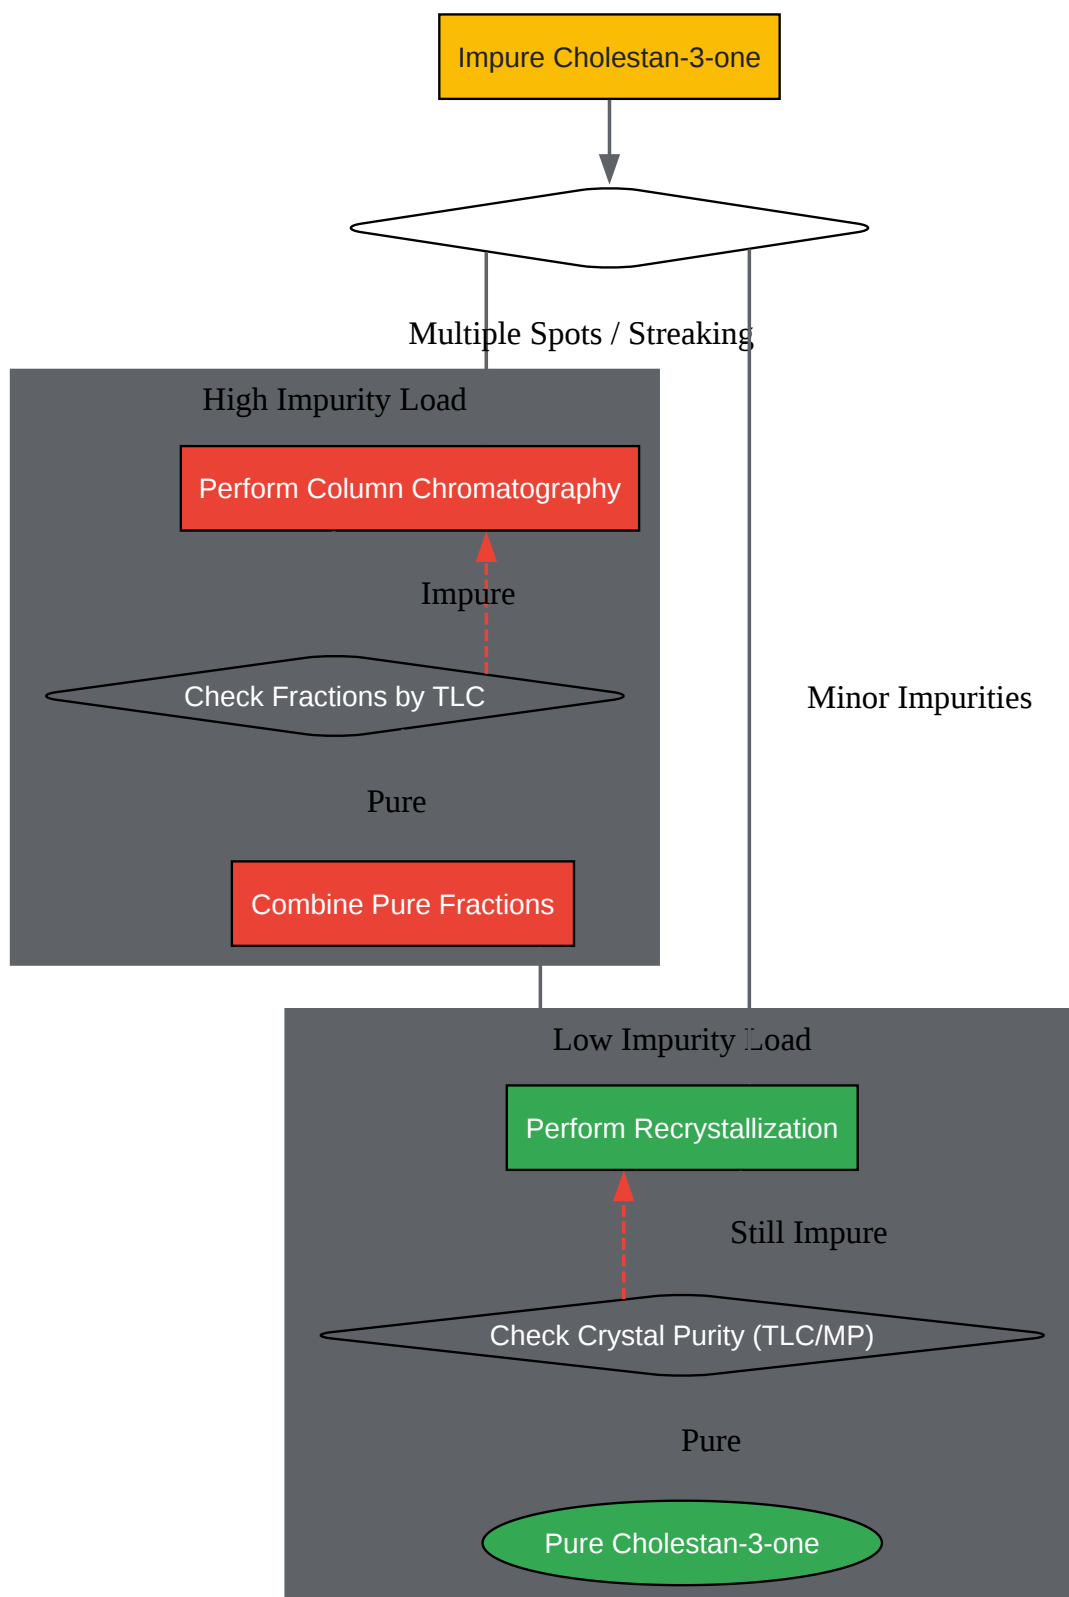 Impure Cholestan-3-one
Multiple Spots / Streaking
High Impurity Load
Perform Column Chromatography
Impure
Check Fractions by TLC
Minor Impurities
Pure
Combine Pure Fractions
Low Impurity Load
Perform Recrystallization
Still Impure
Check Crystal Purity (TLC/MP)
Pure
Pure Cholestan-3-one